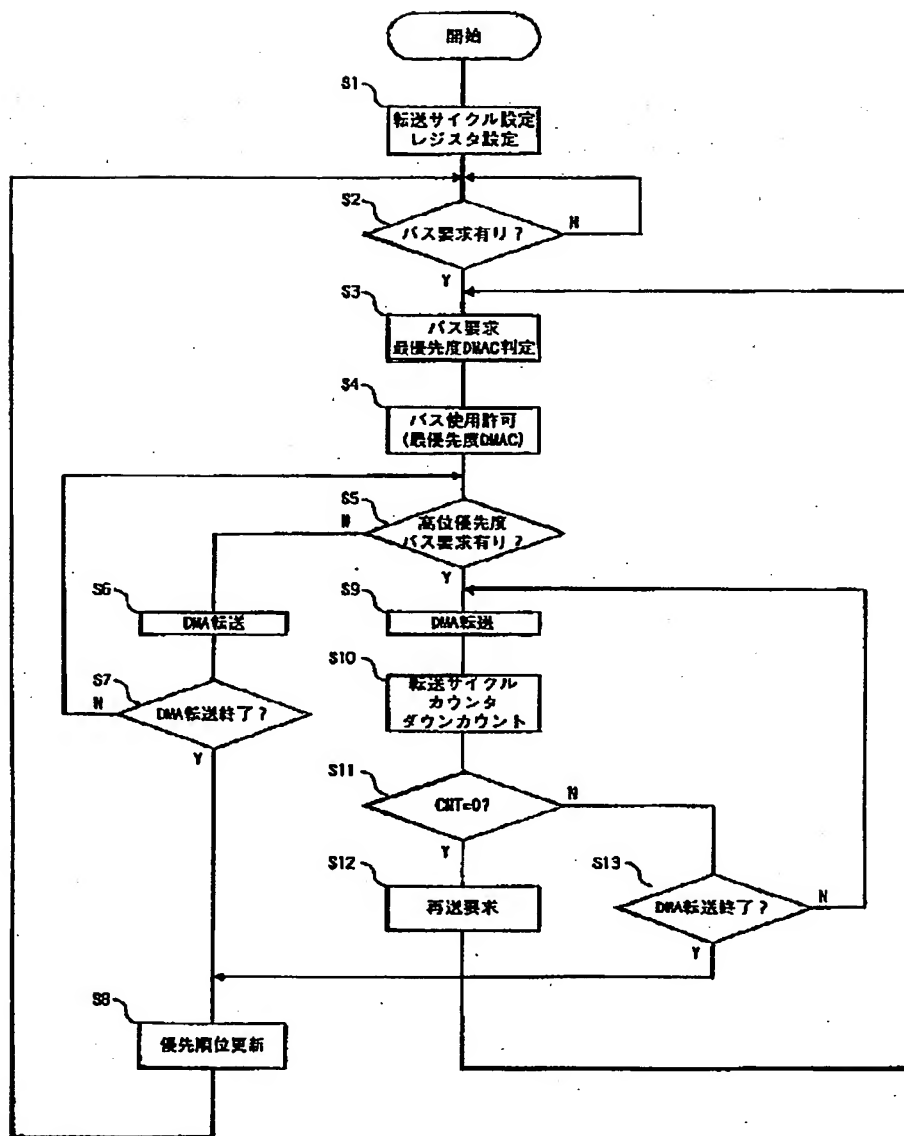 開始
S1
転送サイクル設定
レジスタ設定
S2
バス要求有り？
N
Y
S3
バス要求
最優先度DMAC判定
S4
バス使用許可
(最優先度DMAC)
S5
高位優先度
バス要求有り？
N
Y
S6
DMA転送
S9
DMA転送
S7
DMA転送終了？
N
Y
S10
転送サイクル
カウンタ
ダウンカウント
S11
CNT=0?
N
Y
S12
再送要求
S13
DMA転送終了？
N
Y
S8
優先順位更新